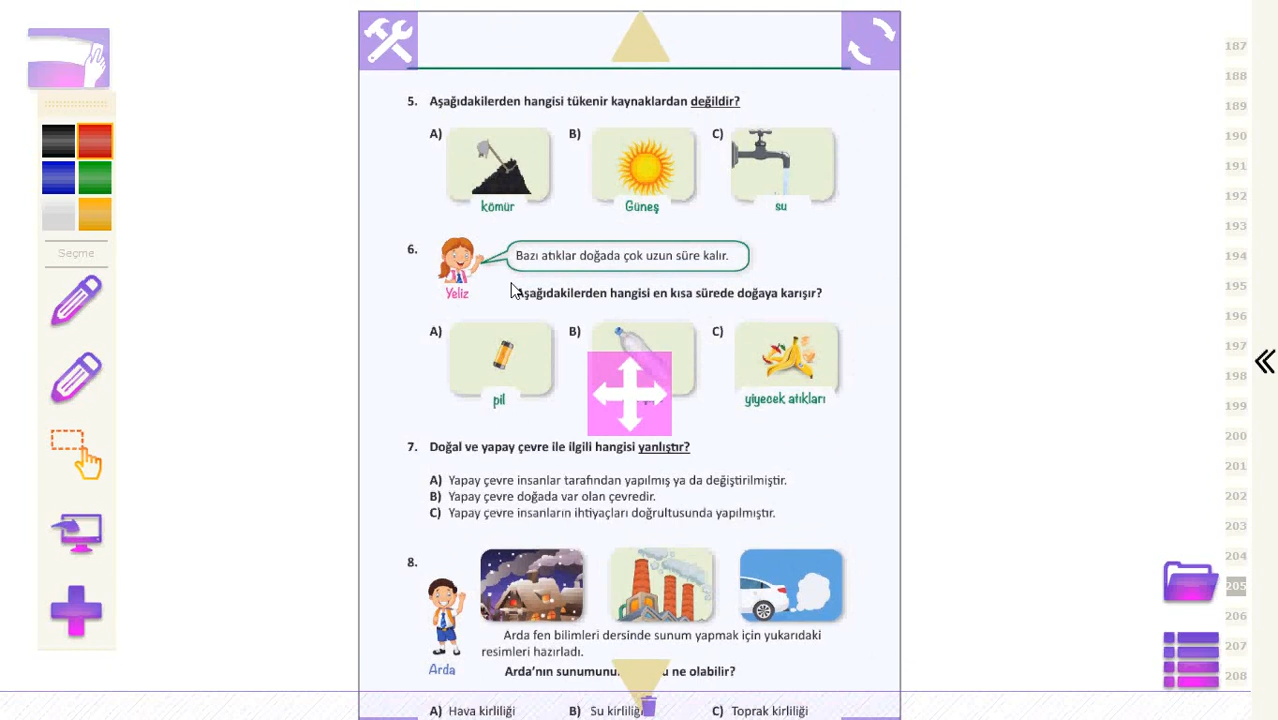 5. Aşağıdakilerden hangisi tükenir kaynaklardan değildir?
A) B) C)
kömür Güneş su
6. Bazı atıklar doğada çok uzun süre kalır.
Yeliz Aşağıdakilerden hangisi en kısa sürede doğaya karışır?
A) B) C)
pil yiyecek atıkları
7. Doğal ve yapay çevre ile ilgili hangisi yanlıştır?
A) Yapay çevre insanlar tarafından yapılmış ya da değiştirilmiştir.
B) Yapay çevre doğada var olan çevredir.
C) Yapay çevre insanların ihtiyaçları doğrultusunda yapılmıştır.
8.
Arda fen bilimleri dersinde sunum yapmak için yukarıdaki
resimleri hazırladı.
Arda Arda'nın ne olabilir?
A) Hava kirliliği B) Su kirliliği C) Toprak kirliliği
Seçme
187
188
189
190
191
192
193
194
195
196
197
198
199
200
201
202
203
204
205
206
207
208